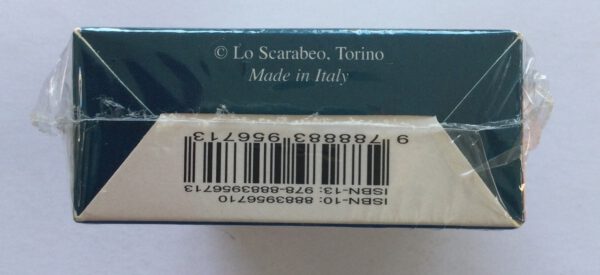 © Lo Scarabeo, Torino
Made in Italy
ISBN-10: 8883956710
ISBN-13: 978-8883956713
9 788883 956713